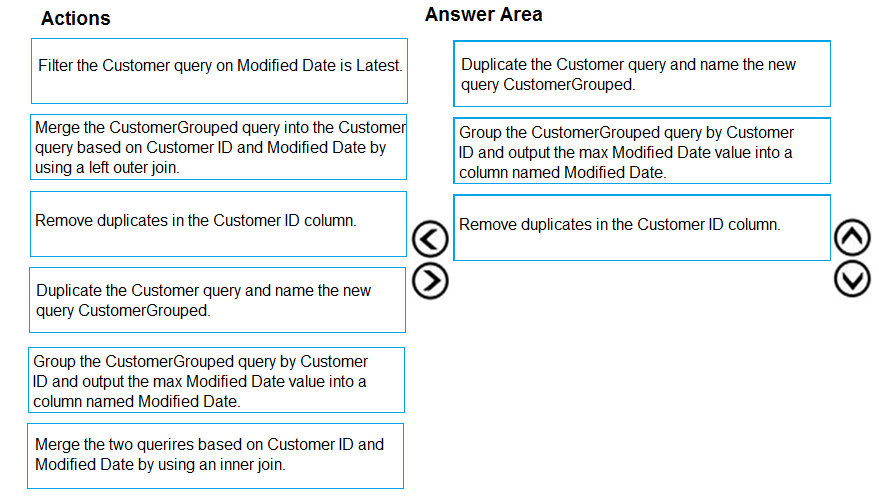 Actions
Answer Area
Filter the Customer query on Modified Date is Latest.
Merge the CustomerGrouped query into the Customer
query based on Customer ID and Modified Date by
using a left outer join.
Remove duplicates in the Customer ID column.
Duplicate the Customer query and name the new
query CustomerGrouped.
Group the CustomerGrouped query by Customer
ID and output the max Modified Date value into a
column named Modified Date.
Merge the two querires based on Customer ID and
Modified Date by using an inner join.
Duplicate the Customer query and name the new
query CustomerGrouped.
Group the CustomerGrouped query by Customer
ID and output the max Modified Date value into a
column named Modified Date.
Remove duplicates in the Customer ID column.